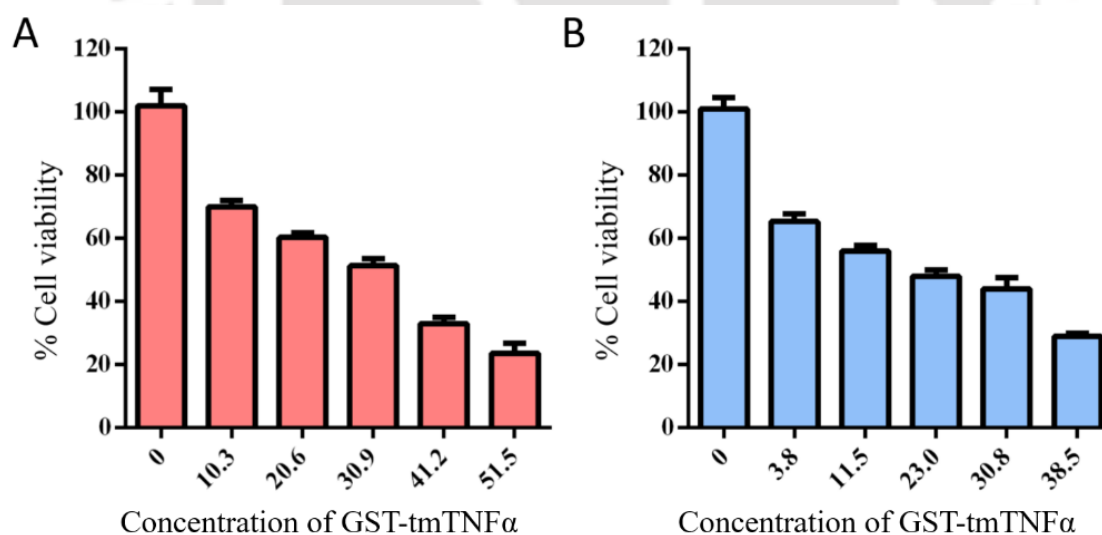 A
120
100
80
60
40
20
0
% Cell viability
0 10.3 20.6 30.9 41.2 51.5
Concentration of GST-tmTNFα
B
120
100
80
60
40
20
0
% Cell viability
0 3.8 11.5 23.0 30.8 38.5
Concentration of GST-tmTNFα